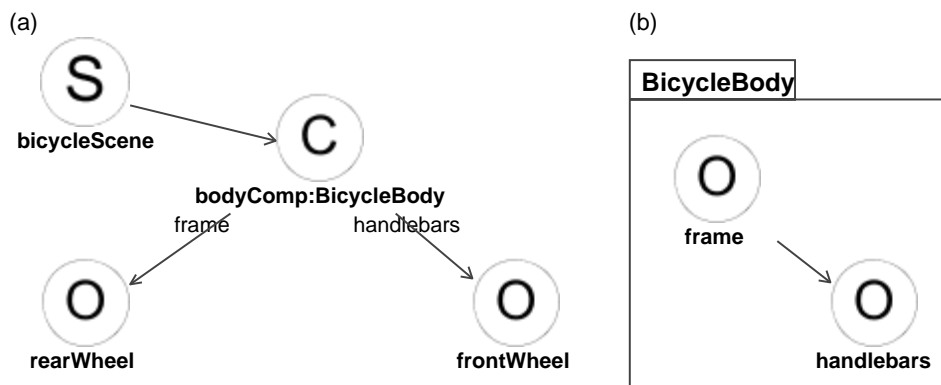 (a)
S
bicycleScene
C
bodyComp:BicycleBody
frame
handlebars
O
rearWheel
O
frontWheel
(b)
BicycleBody
O
frame
O
handlebars